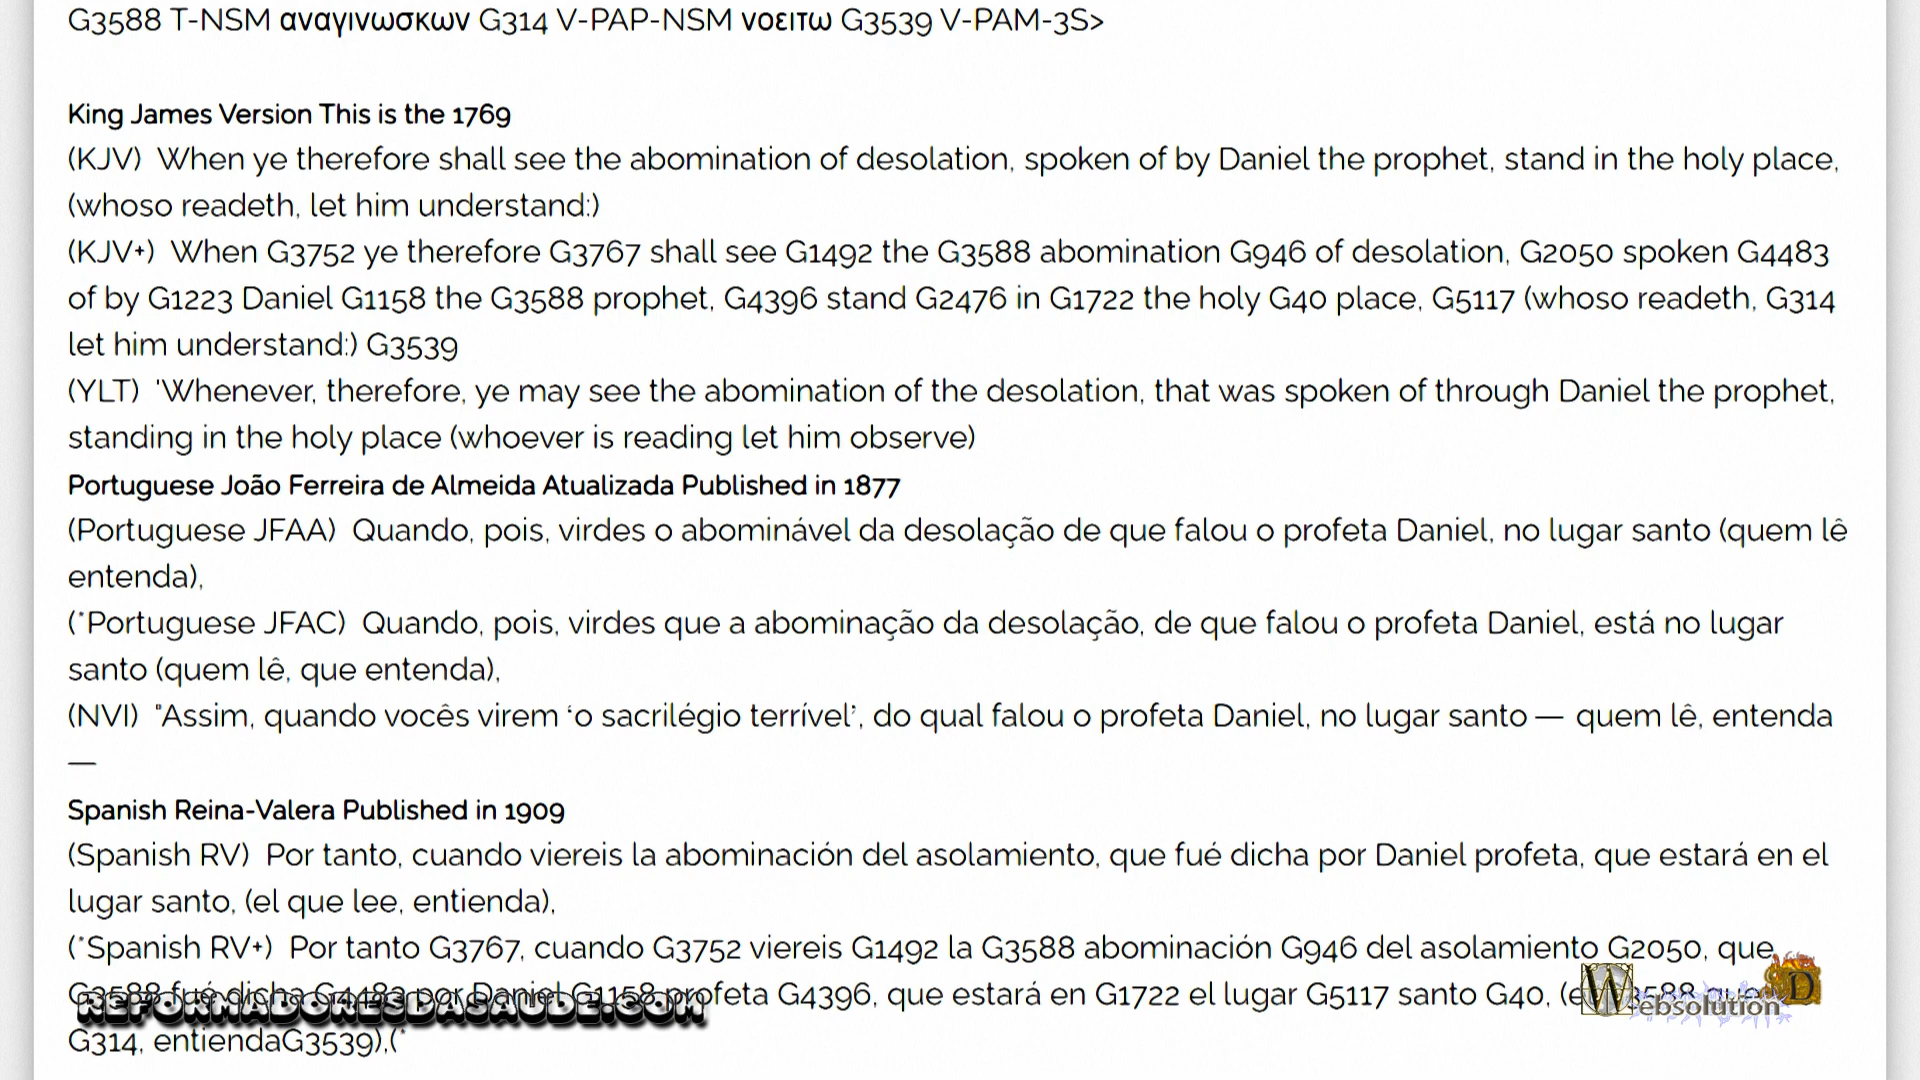 G3588 T-NSM αναγινωσκων G314 V-PAP-NSM νοειτω G3539 V-PAM-3S>
King James Version This is the 1769
(KJV) When ye therefore shall see the abomination of desolation, spoken of by Daniel the prophet, stand in the holy place,
(whoso readeth, let him understand:)
(KJV+) When G3752 ye therefore G3767 shall see G1492 the G3588 abomination G946 of desolation, G2050 spoken G4483
of by G1223 Daniel G1158 the G3588 prophet, G4396 stand G2476 in G1722 the holy G40 place, G5117 (whoso readeth, G314
let him understand:) G3539
(YLT) 'Whenever, therefore, ye may see the abomination of the desolation, that was spoken of through Daniel the prophet,
standing in the holy place (whoever is reading let him observe)
Portuguese João Ferreira de Almeida Atualizada Published in 1877
(Portuguese JFAA) Quando, pois, virdes o abominável da desolação de que falou o profeta Daniel, no lugar santo (quem lê
entenda),
(*Portuguese JFAC) Quando, pois, virdes que a abominação da desolação, de que falou o profeta Daniel, está no lugar
santo (quem lê, que entenda),
(NVI) "Assim, quando vocês virem ‘o sacrilégio terrível’, do qual falou o profeta Daniel, no lugar santo — quem lê, entenda
—
Spanish Reina-Valera Published in 1909
(Spanish RV) Por tanto, cuando viereis la abominación del asolamiento, que fué dicha por Daniel profeta, que estará en el
lugar santo, (el que lee, entienda),
(*Spanish RV+) Por tanto G3767, cuando G3752 viereis G1492 la G3588 abominación G946 del asolamiento G2050, que
G3588 fué dicha G4483 por Daniel G1158 profeta G4396, que estará en G1722 el lugar G5117 santo G40,
REFORMADORESDASAUDE.COM
Websolution
D
G314, entiendaG3539),(*